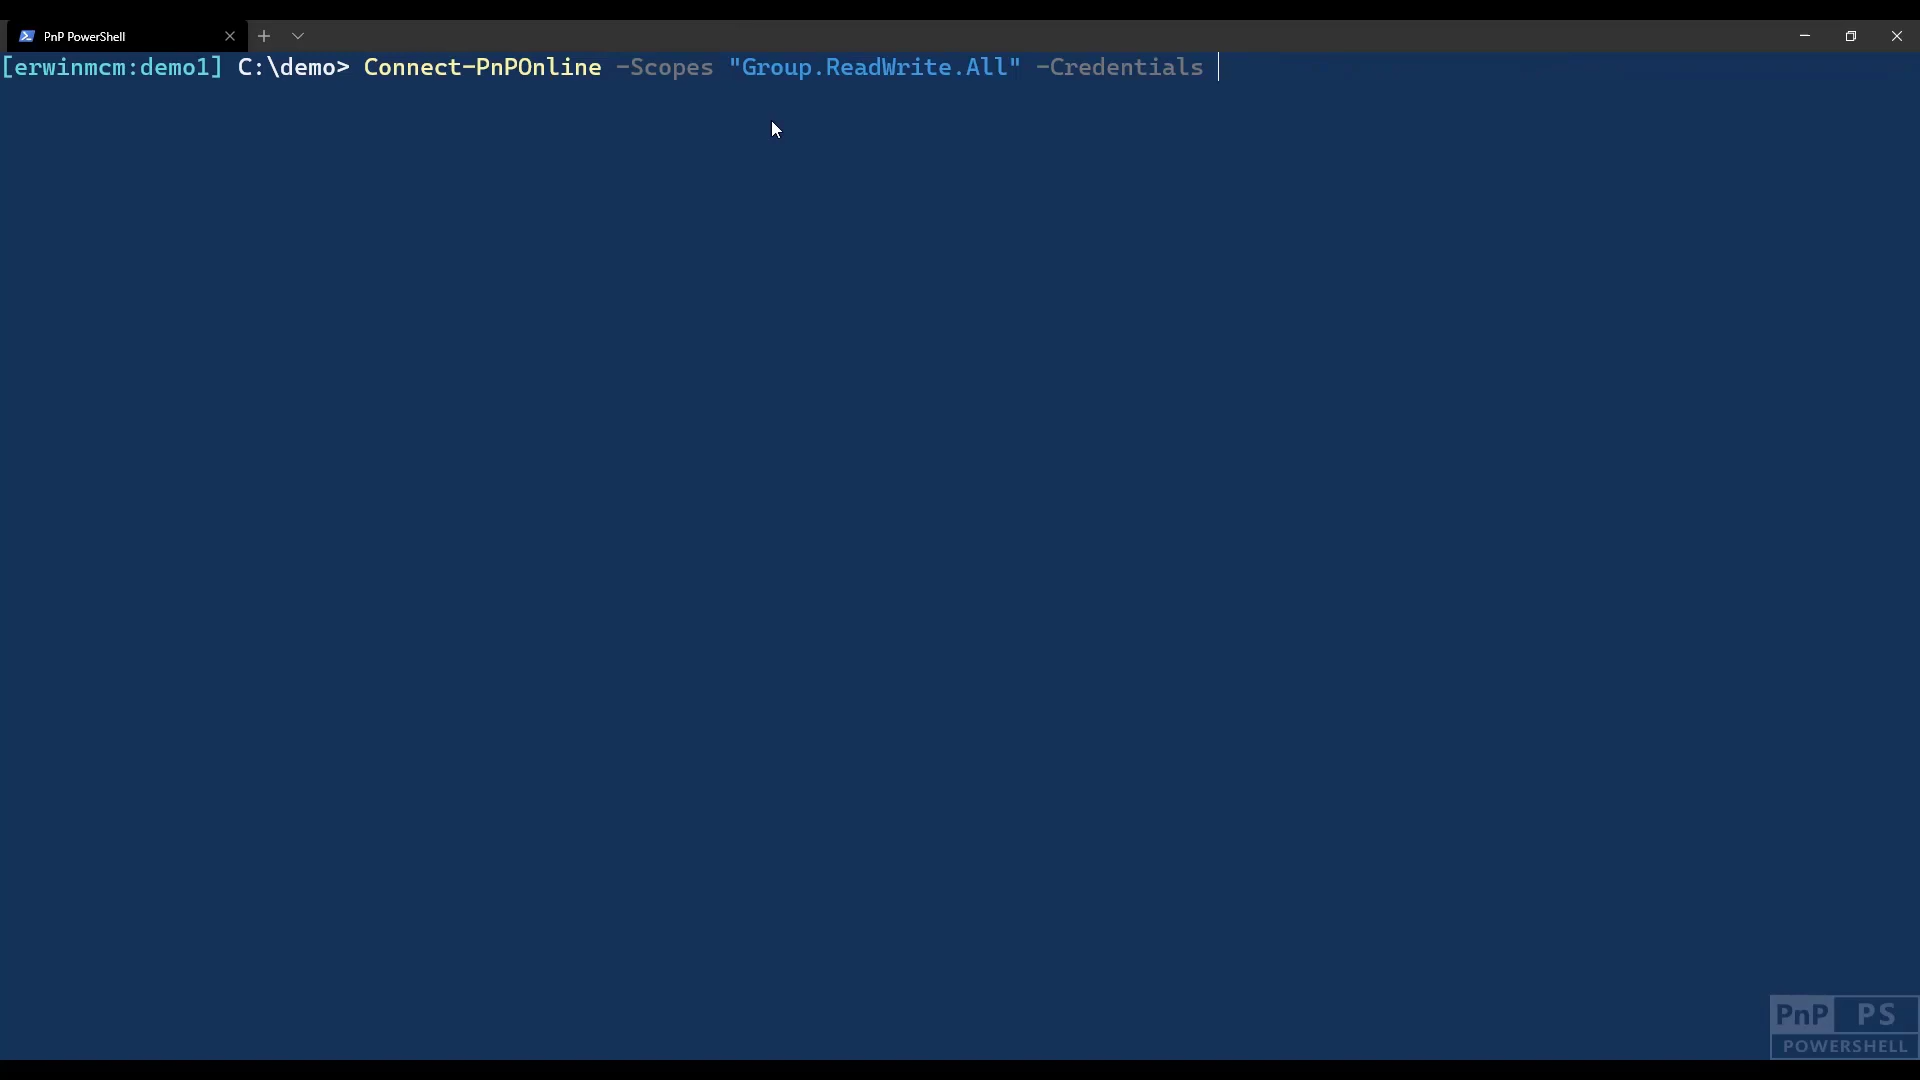 PnP PowerShell
[erwinmcm:demo1] C:\demo> Connect-PnPOnline -Scopes "Group.ReadWrite.All" -Credentials
PnP PS
POWERSHELL